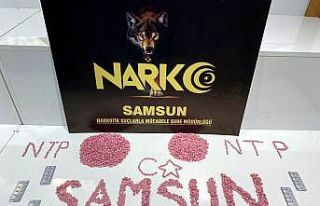 NARKO
SAMSUN
NARKOTİK SUÇLARLA MÜCADELE ŞUBE MÜDÜRLÜĞÜ
NTP NTP
SAMSUN